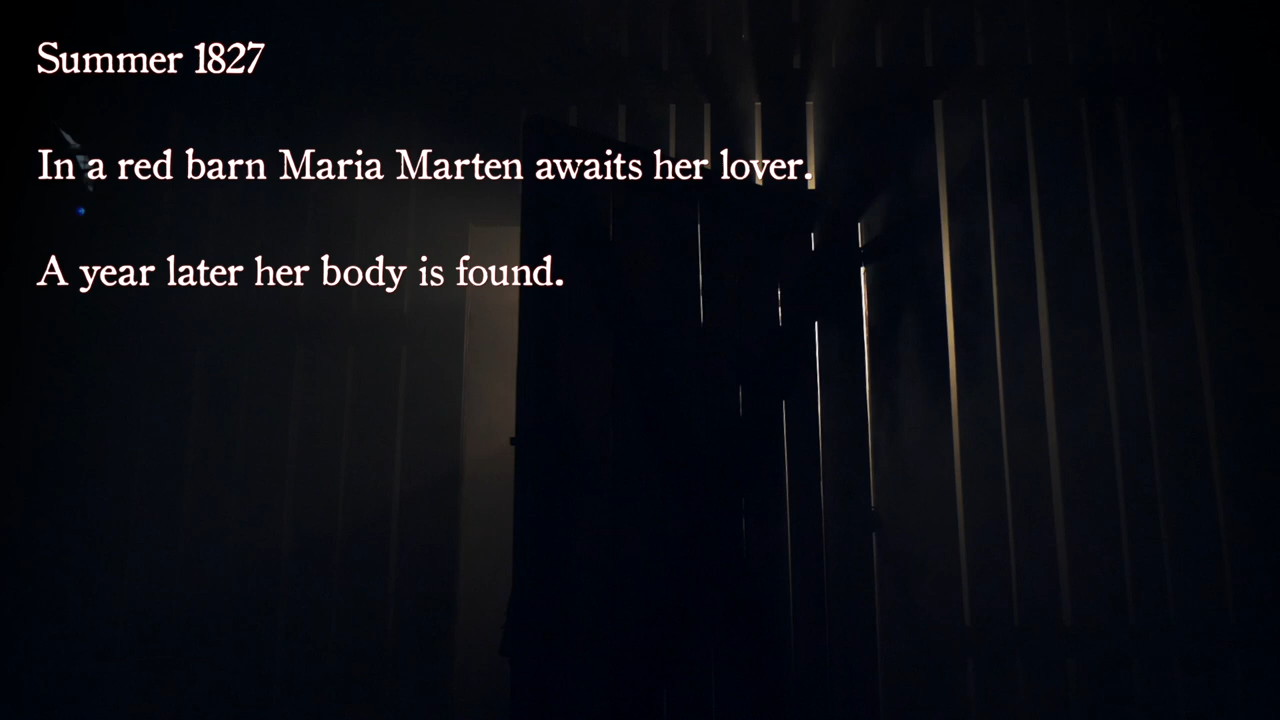 Summer 1827
In a red barn Maria Marten awaits her lover.
A year later her body is found.